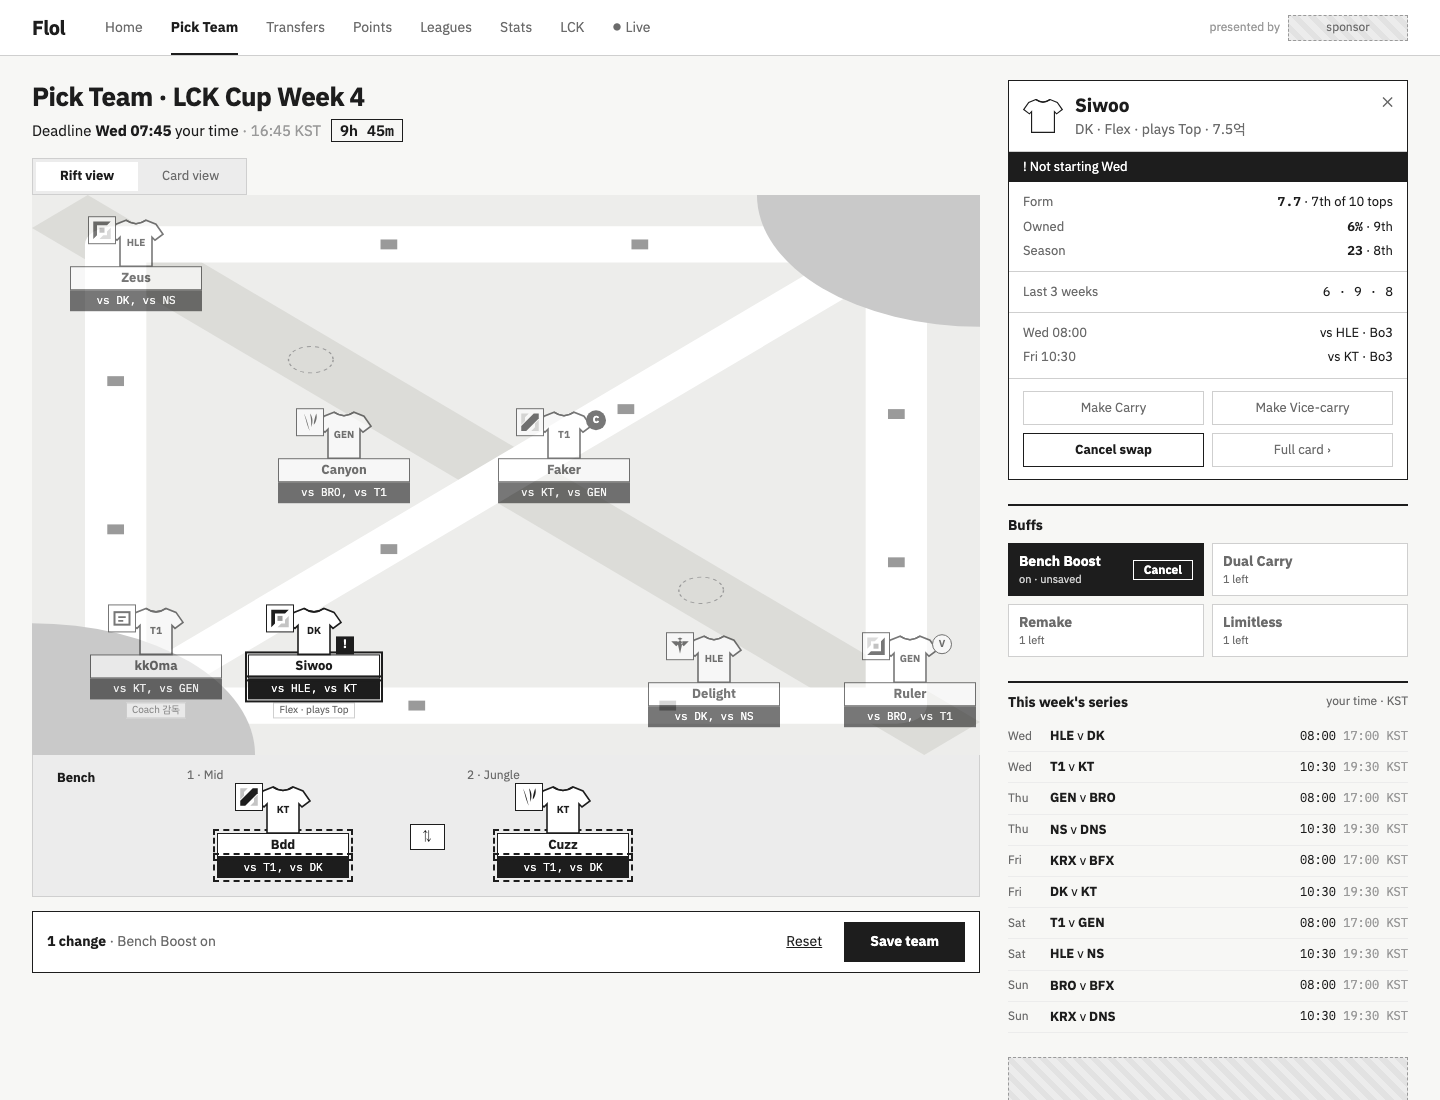 Flol Home Pick Team Transfers Points Leagues Stats LCK Live presented by sponsor
Pick Team · LCK Cup Week 4
Deadline Wed 07:45 your time · 16:45 KST 9h 45m
Rift view Card view
HLE
Zeus
vs DK, vs NS
GEN
Canyon
vs BRO, vs T1
T1 C
Faker
vs KT, vs GEN
T1
kkOma
vs KT, vs GEN
Coach 감독
DK
!
Siwoo
vs HLE, vs KT
Flex · plays Top
HLE
Delight
vs DK, vs NS
GEN V
Ruler
vs BRO, vs T1
Bench
1 · Mid
KT
Bdd
vs T1, vs DK
⇅
2 · Jungle
KT
Cuzz
vs T1, vs DK
1 change · Bench Boost on Reset Save team
Siwoo ×
DK · Flex · plays Top · 7.5억
! Not starting Wed
Form 7.7 · 7th of 10 tops
Owned 6% · 9th
Season 23 · 8th
Last 3 weeks 6 · 9 · 8
Wed 08:00 vs HLE · Bo3
Fri 10:30 vs KT · Bo3
Make Carry Make Vice-carry
Cancel swap Full card ›
Buffs
Bench Boost
on · unsaved
Cancel
Dual Carry
1 left
Remake
1 left
Limitless
1 left
This week's series your time · KST
Wed HLE v DK 08:00 17:00 KST
Wed T1 v KT 10:30 19:30 KST
Thu GEN v BRO 08:00 17:00 KST
Thu NS v DNS 10:30 19:30 KST
Fri KRX v BFX 08:00 17:00 KST
Fri DK v KT 10:30 19:30 KST
Sat T1 v GEN 08:00 17:00 KST
Sat HLE v NS 10:30 19:30 KST
Sun BRO v BFX 08:00 17:00 KST
Sun KRX v DNS 10:30 19:30 KST